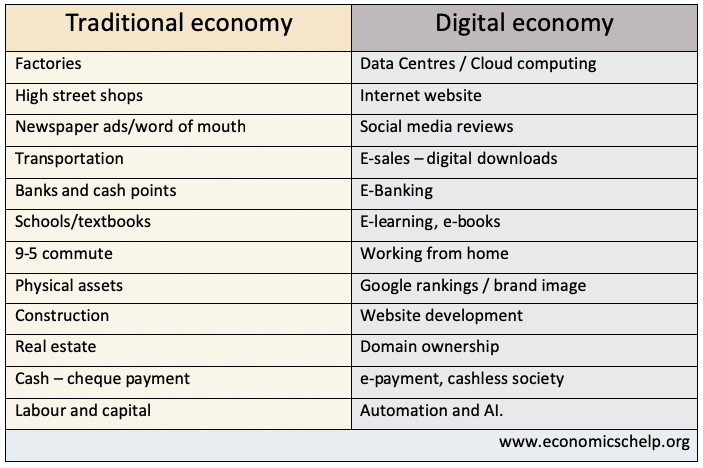 Traditional economy Digital economy
Factories Data Centres / Cloud computing
High street shops Internet website
Newspaper ads/word of mouth Social media reviews
Transportation E-sales – digital downloads
Banks and cash points E-Banking
Schools/textbooks E-learning, e-books
9-5 commute Working from home
Physical assets Google rankings / brand image
Construction Website development
Real estate Domain ownership
Cash – cheque payment e-payment, cashless society
Labour and capital Automation and AI.
www.economicshelp.org